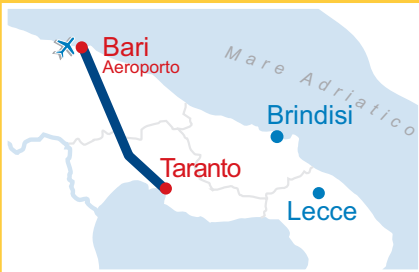 Bari
Aeroporto
Mare Adriatico
Brindisi
Taranto
Lecce